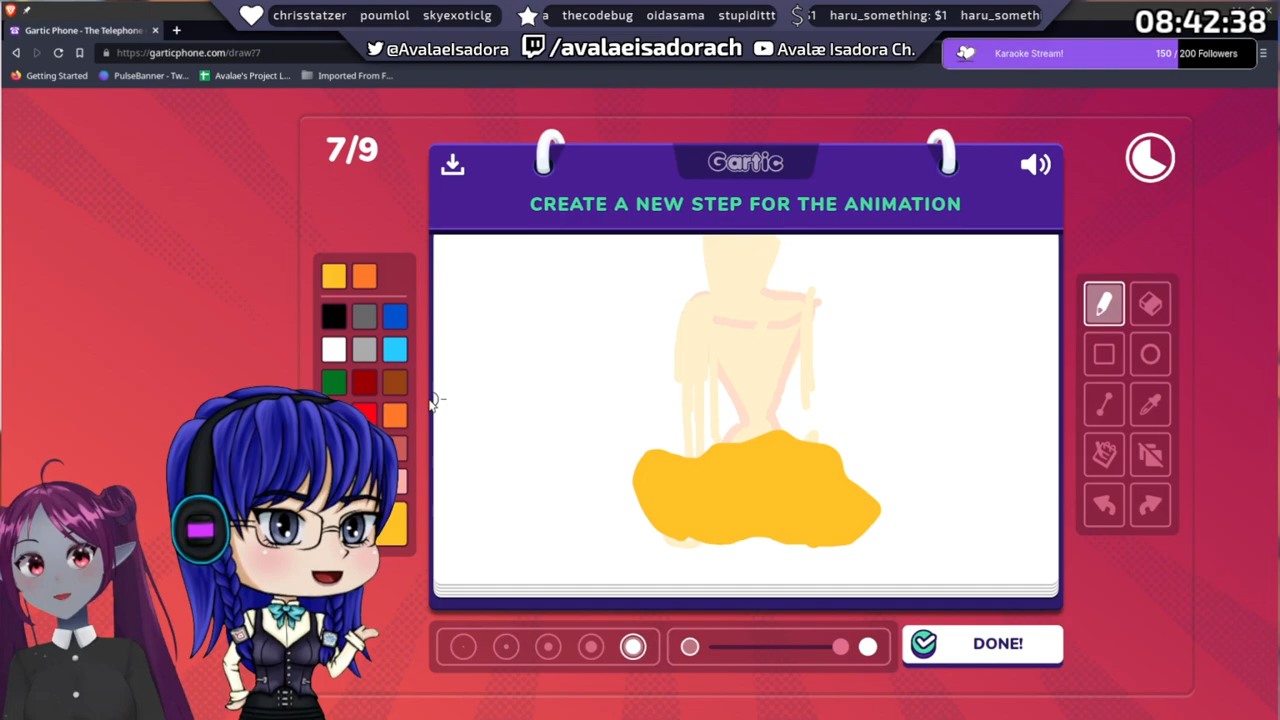 chrisstatzer poumlol skyexoticlg
a thecodebug oidasama stupidittt
$1 haru_something: $1 haru_someth
08:42:38
Gartic Phone - The Telephone
@AvalaeIsadora
/avalaeisadorach
Avalæ Isadora Ch.
https://garticphone.com/draw??
Karaoke Stream!
150 / 200 Followers
Getting Started
PulseBanner - Tw...
Avalae's Project L...
Imported From F...
7/9
Gartic
CREATE A NEW STEP FOR THE ANIMATION
DONE!